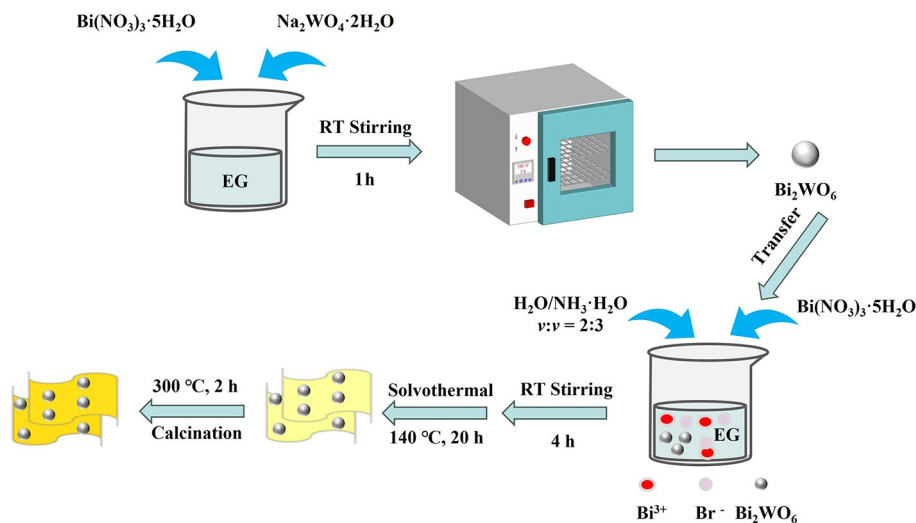 Bi(NO₃)₃·5H₂O
Na₂WO₄·2H₂O
RT Stirring
1h
EG
Bi₂WO₆
Transfer
H₂O/NH₃·H₂O
v:v = 2:3
Bi(NO₃)₃·5H₂O
300 °C, 2 h
Calcination
Solvothermal
140 °C, 20 h
RT Stirring
4 h
EG
Bi³⁺
Br⁻
Bi₂WO₆